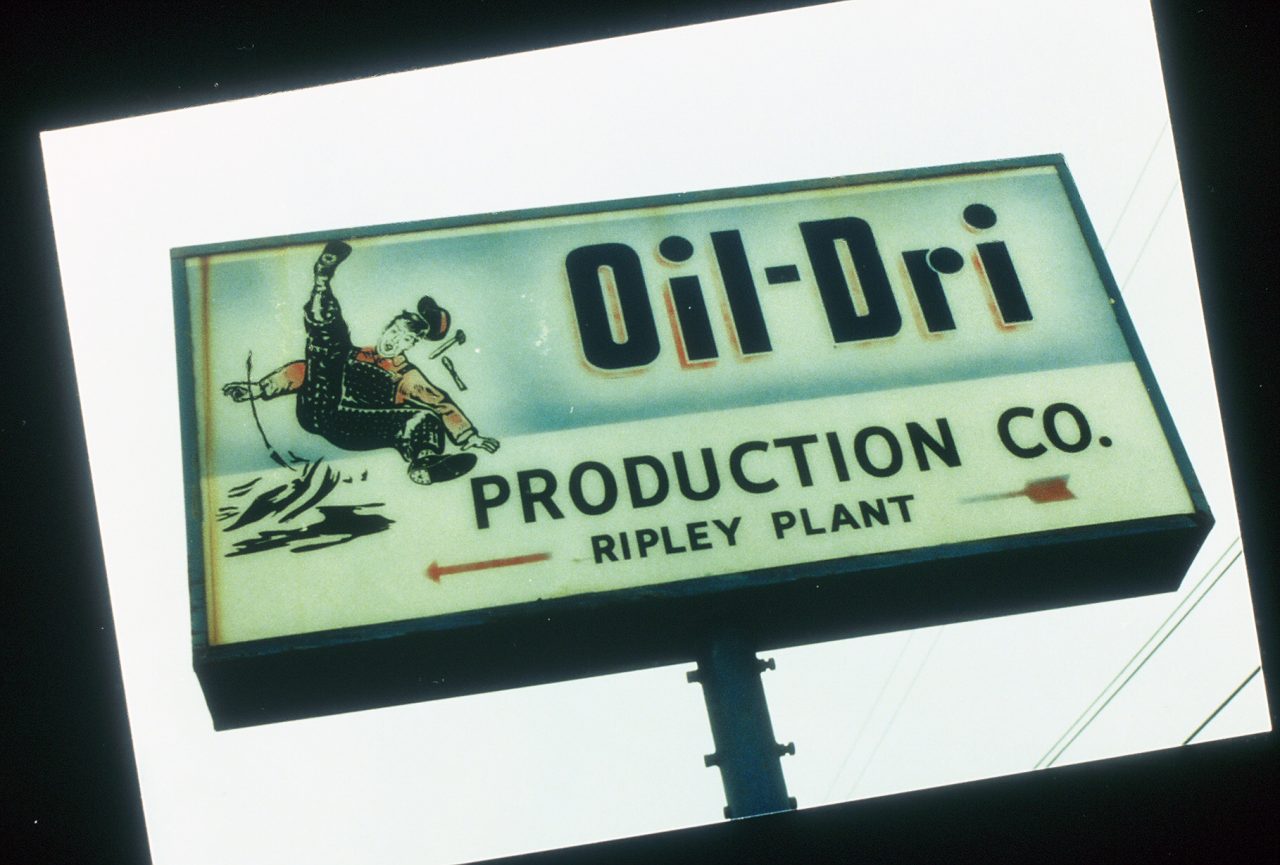 Oil-Dri
PRODUCTION CO.
RIPLEY PLANT